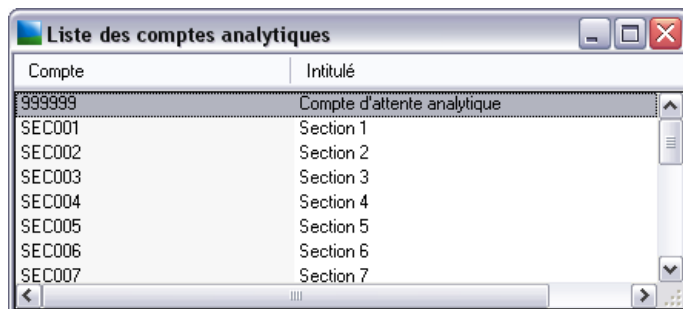 Liste des comptes analytiques
Compte Intitulé
999999 Compte d'attente analytique
SEC001 Section 1
SEC002 Section 2
SEC003 Section 3
SEC004 Section 4
SEC005 Section 5
SEC006 Section 6
SEC007 Section 7